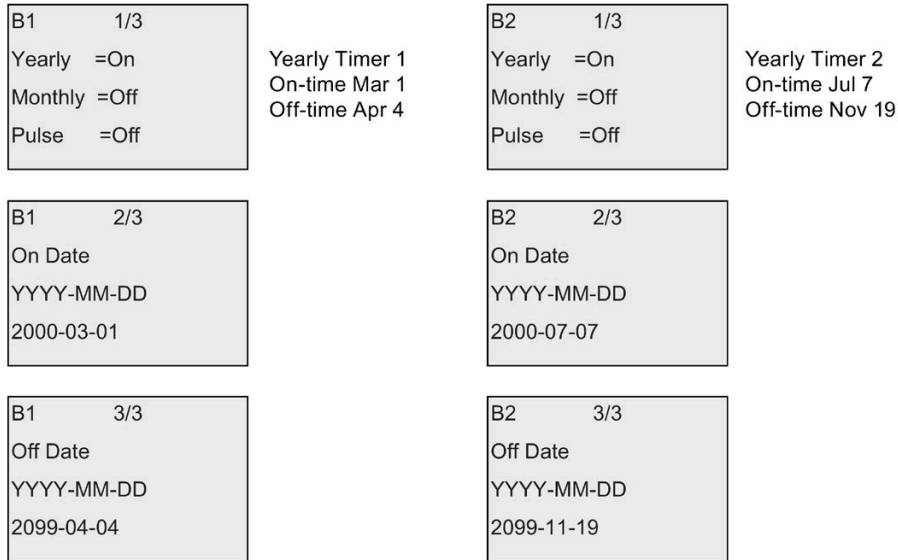 B1 1/3
Yearly =On
Monthly =Off
Pulse =Off
Yearly Timer 1
On-time Mar 1
Off-time Apr 4
B2 1/3
Yearly =On
Monthly =Off
Pulse =Off
Yearly Timer 2
On-time Jul 7
Off-time Nov 19
B1 2/3
On Date
YYYY-MM-DD
2000-03-01
B2 2/3
On Date
YYYY-MM-DD
2000-07-07
B1 3/3
Off Date
YYYY-MM-DD
2099-04-04
B2 3/3
Off Date
YYYY-MM-DD
2099-11-19